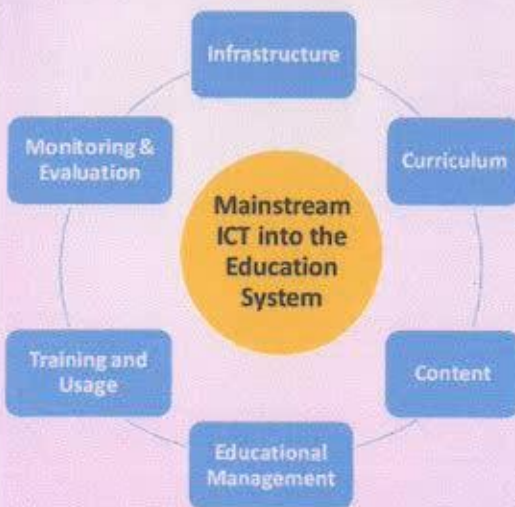 Infrastructure
Curriculum
Content
Educational
Management
Training and
Usage
Monitoring &
Evaluation
Mainstream
ICT into the
Education
System